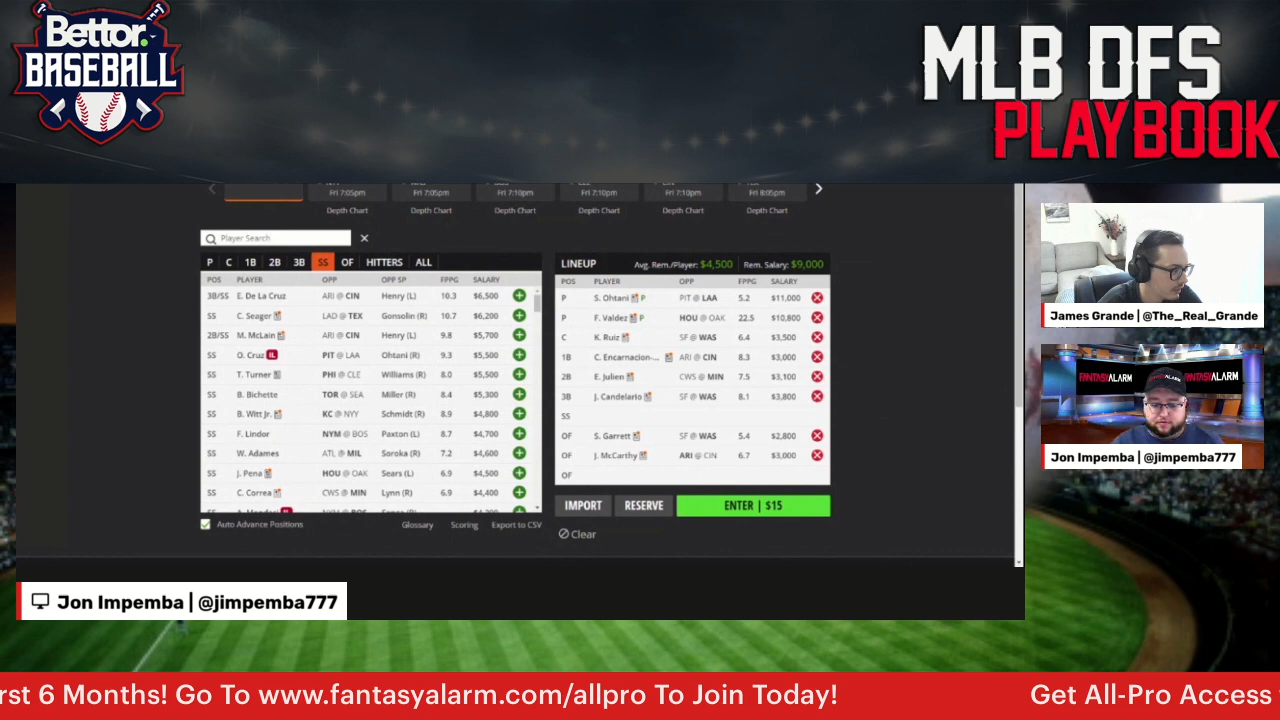 Bettor.
BASEBALL
MLB DFS
PLAYBOOK
Fri 7:05pm Fri 7:05pm Fri 7:10pm Fri 7:10pm Fri 7:10pm Fri 8:05pm
Depth Chart Depth Chart Depth Chart Depth Chart Depth Chart Depth Chart
Player Search
P C 1B 2B 3B SS OF HITTERS ALL
POS PLAYER OPP OPP SP FPPG SALARY
3B/SS E. De La Cruz ARI @ CIN Henry (L) 10.3 $6,500
SS C. Seager LAD @ TEX Gonsolin (R) 10.7 $6,200
2B/SS M. McLain ARI @ CIN Henry (L) 9.8 $5,700
SS O. Cruz IL PIT @ LAA Ohtani (R) 9.3 $5,500
SS T. Turner PHI @ CLE Williams (R) 8.0 $5,500
SS B. Bichette TOR @ SEA Miller (R) 8.4 $5,300
SS B. Witt Jr. KC @ NYY Schmidt (R) 8.9 $4,800
SS F. Lindor NYM @ BOS Paxton (L) 8.7 $4,700
SS W. Adames ATL @ MIL Soroka (R) 7.2 $4,600
SS J. Pena HOU @ OAK Sears (L) 6.9 $4,500
SS C. Correa CWS @ MIN Lynn (R) 6.9 $4,400
Auto Advance Positions Glossary Scoring Export to CSV
LINEUP Avg. Rem./Player: $4,500 Rem. Salary: $9,000
POS PLAYER OPP FPPG SALARY
P S. Ohtani P PIT @ LAA 5.2 $11,000
P F. Valdez P HOU @ OAK 22.5 $10,800
C K. Ruiz SF @ WAS 6.4 $3,500
1B C. Encarnacion-... ARI @ CIN 8.3 $3,000
2B E. Julien CWS @ MIN 7.5 $3,100
3B J. Candelario SF @ WAS 8.1 $3,800
SS
OF S. Garrett SF @ WAS 5.4 $2,800
OF J. McCarthy ARI @ CIN 6.7 $3,000
OF
IMPORT RESERVE ENTER | $15
Clear
James Grande | @The_Real_Grande
FANTASYALARM
Jon Impemba | @jimpemba777
Jon Impemba | @jimpemba777
rst 6 Months! Go To www.fantasyalarm.com/allpro To Join Today! Get All-Pro Access